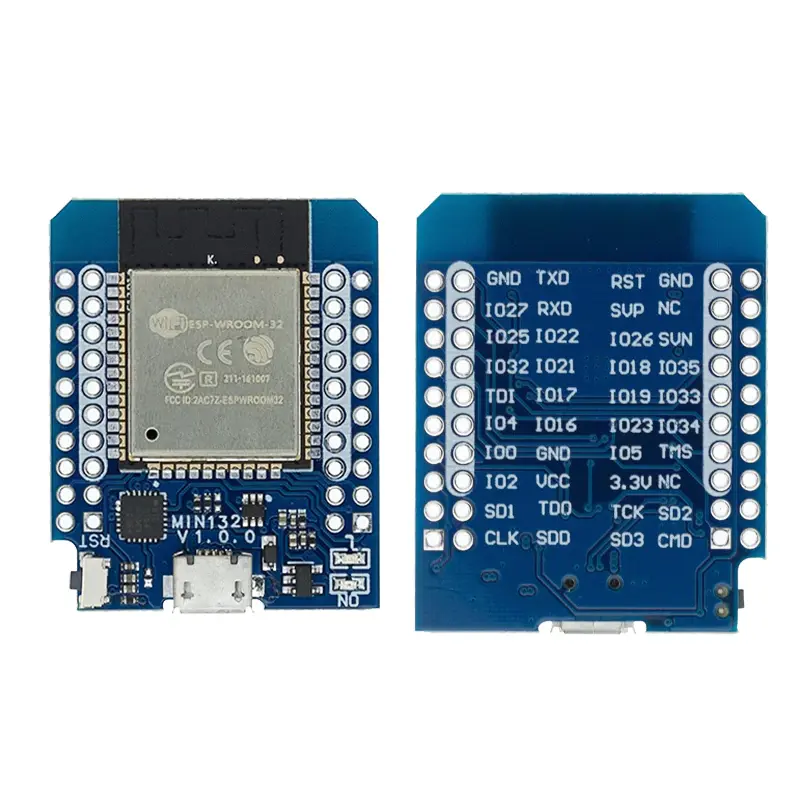 K.
WiFi ESP-WROOM-32
CE
R 211-161007
FCC ID:2AC7Z-ESPWROOM32
MINI32
V1.0.0
RST
L
ON
GND TXD RST GND
IO27 RXD SVP NC
IO25 IO22 IO26 SVN
IO32 IO21 IO18 IO35
TDI IO17 IO19 IO33
IO4 IO16 IO23 IO34
IO0 GND IO5 TMS
IO2 VCC 3.3V NC
SD1 TDO TCK SD2
CLK SDD SD3 CMD